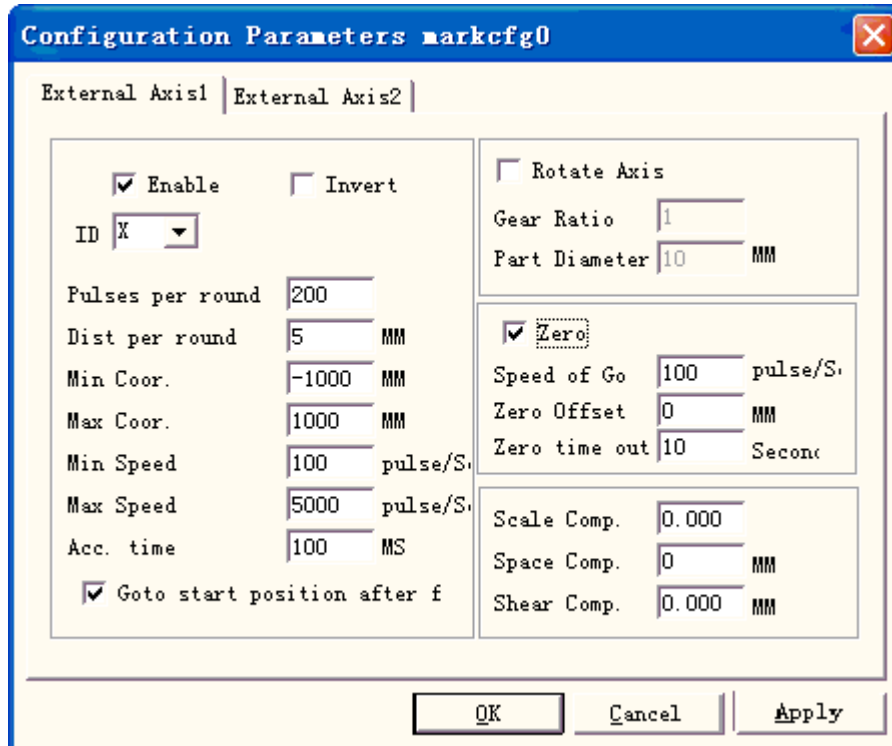 Configuration Parameters markcfg0
External Axis1
External Axis2
Enable
Invert
ID X
Pulses per round 200
Dist per round 5 MM
Min Coor. -1000 MM
Max Coor. 1000 MM
Min Speed 100 pulse/S
Max Speed 5000 pulse/S
Acc. time 100 MS
Goto start position after f
Rotate Axis
Gear Ratio 1
Part Diameter 10 MM
Zero
Speed of Go 100 pulse/S
Zero Offset 0 MM
Zero time out 10 Second
Scale Comp. 0.000
Space Comp. 0 MM
Shear Comp. 0.000 MM
OK
Cancel
Apply